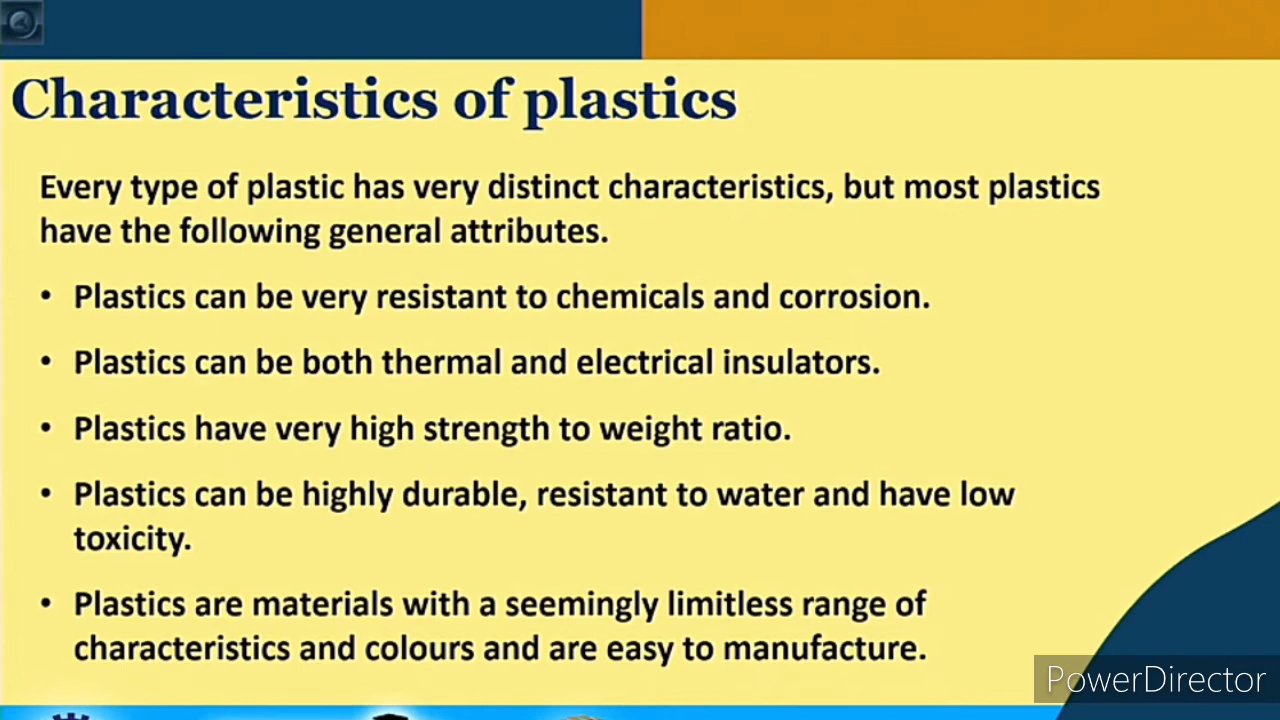 Characteristics of plastics
Every type of plastic has very distinct characteristics, but most plastics
have the following general attributes.
• Plastics can be very resistant to chemicals and corrosion.
• Plastics can be both thermal and electrical insulators.
• Plastics have very high strength to weight ratio.
• Plastics can be highly durable, resistant to water and have low
toxicity.
• Plastics are materials with a seemingly limitless range of
characteristics and colours and are easy to manufacture.
PowerDirector